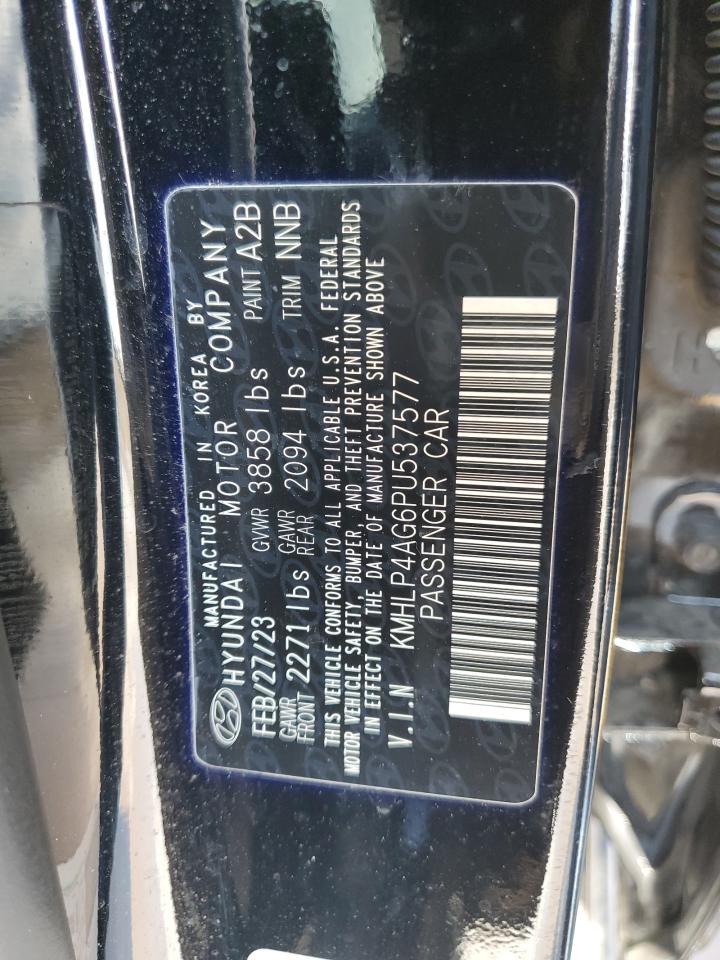 MANUFACTURED IN KOREA BY
HYUNDAI MOTOR COMPANY
FEB/27/23 GVWR 3858 lbs PAINT A2B
GAWR FRONT 2271 lbs GAWR REAR 2094 lbs TRIM NNB
THIS VEHICLE CONFORMS TO ALL APPLICABLE U.S.A. FEDERAL
MOTOR VEHICLE SAFETY, BUMPER, AND THEFT PREVENTION STANDARDS
IN EFFECT ON THE DATE OF MANUFACTURE SHOWN ABOVE
V.I.N KMHLP4AG6PU537577
PASSENGER CAR